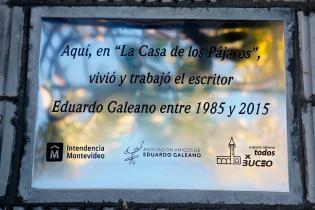 Aquí, en "La Casa de los Pájaros",
vivió y trabajó el escritor
Eduardo Galeano entre 1985 y 2015
Intendencia
Montevideo
ASOCIACIÓN AMIGOS DE
EDUARDO GALEANO
espacio abierto
todos
x BUCEO